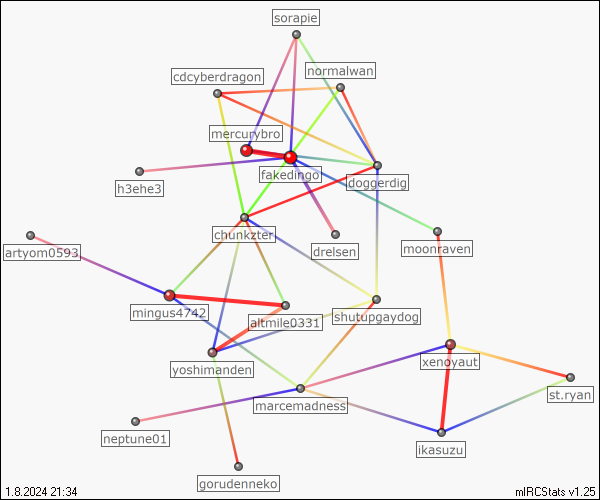 sorapie
cdcyberdragon
normalwan
mercurybro
fakedingo
doggerdig
h3ehe3
chunkzter
drelsen
moonraven
artyom0593
mingus4742
altmile0331
shutupgaydog
yoshimanden
xenoyaut
marcemadness
st.ryan
neptune01
ikasuzu
gorudenneko
1.8.2024 21:34
mIRCStats v1.25